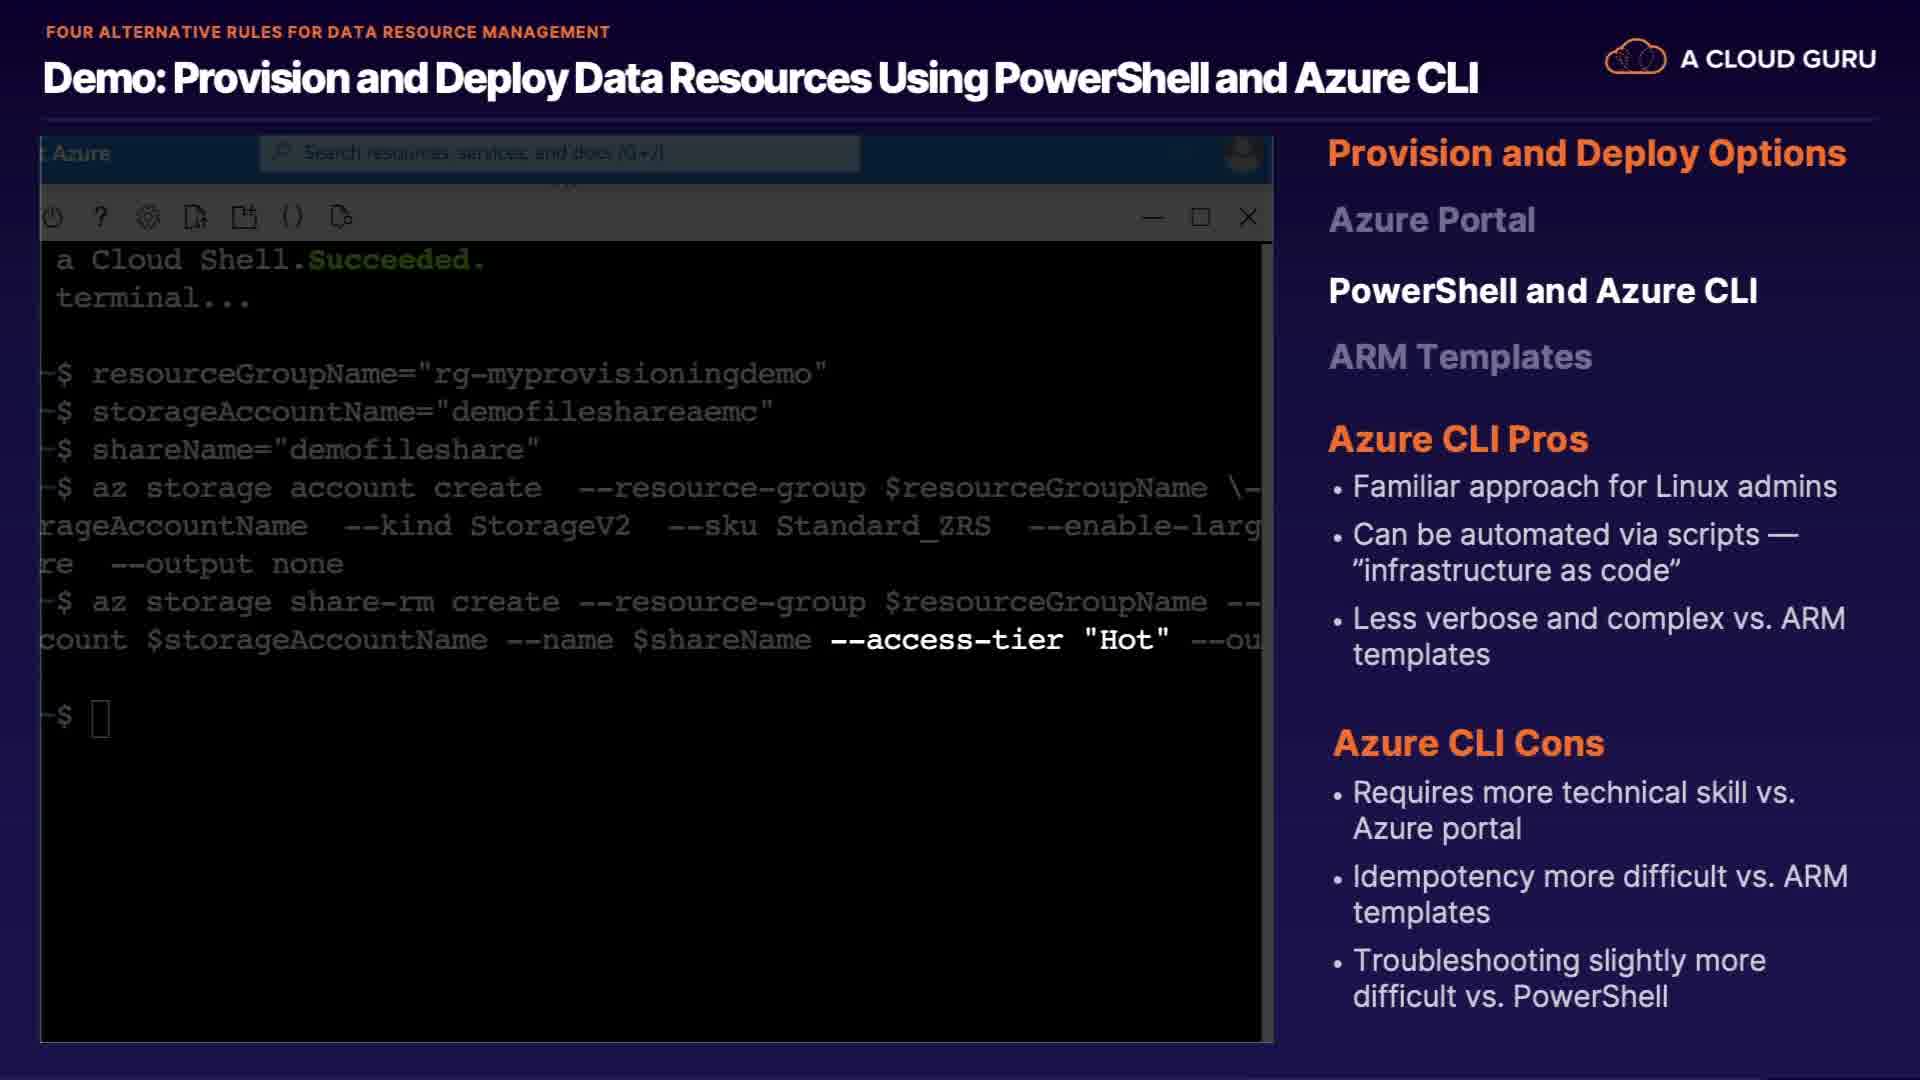 FOUR ALTERNATIVE RULES FOR DATA RESOURCE MANAGEMENT
Demo: Provision and Deploy Data Resources Using PowerShell and Azure CLI
A CLOUD GURU
t Azure
Search resources, services, and docs (G+/)
a Cloud Shell.Succeeded.
terminal...
~$ resourceGroupName="rg-myprovisioningdemo"
~$ storageAccountName="demofileshareaemc"
~$ shareName="demofileshare"
~$ az storage account create  --resource-group $resourceGroupName \-
rageAccountName  --kind StorageV2  --sku Standard_ZRS  --enable-larg
re  --output none
~$ az storage share-rm create --resource-group $resourceGroupName --
count $storageAccountName --name $shareName --access-tier "Hot" --ou
~$
Provision and Deploy Options
Azure Portal
PowerShell and Azure CLI
ARM Templates
Azure CLI Pros
• Familiar approach for Linux admins
• Can be automated via scripts —
”infrastructure as code”
• Less verbose and complex vs. ARM
templates
Azure CLI Cons
• Requires more technical skill vs.
Azure portal
• Idempotency more difficult vs. ARM
templates
• Troubleshooting slightly more
difficult vs. PowerShell